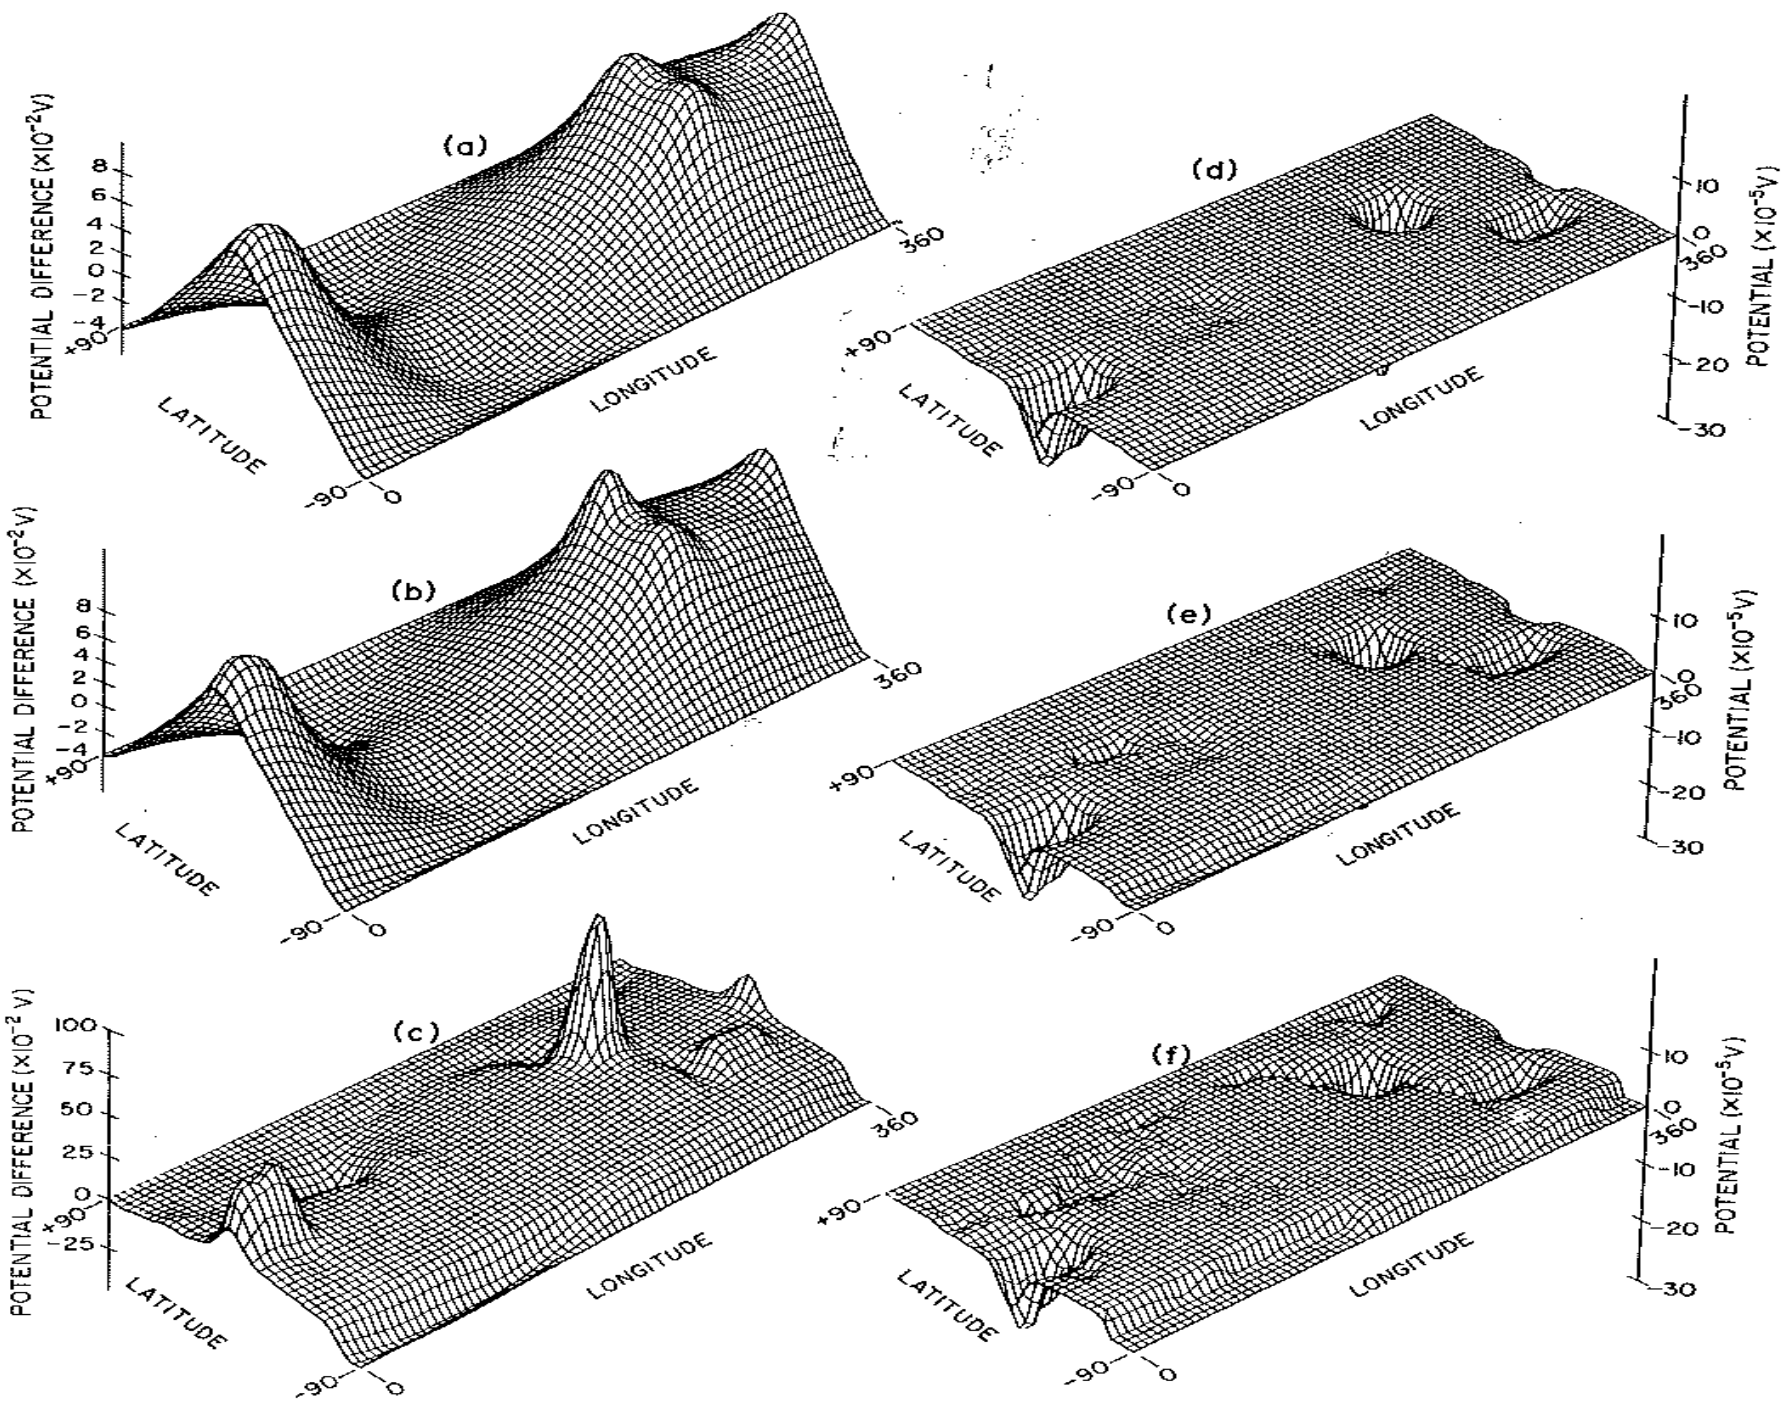 (a)
POTENTIAL DIFFERENCE (×10⁻²V)
8
6
4
2
0
-2
-4
+90
LATITUDE
-90
0
LONGITUDE
360
(d)
+90
LATITUDE
-90
0
LONGITUDE
360
10
0
-10
-20
-30
POTENTIAL (×10⁻⁵V)
(b)
POTENTIAL DIFFERENCE (×10⁻²V)
8
6
4
2
0
-2
-4
+90
LATITUDE
-90
0
LONGITUDE
360
(e)
+90
LATITUDE
-90
0
LONGITUDE
360
10
0
-10
-20
-30
POTENTIAL (×10⁻⁵V)
(c)
POTENTIAL DIFFERENCE (×10⁻² V)
100
75
50
25
0
+90
-25
LATITUDE
-90
0
LONGITUDE
360
(f)
+90
LATITUDE
-90
0
LONGITUDE
360
10
0
-10
-20
-30
POTENTIAL (×10⁻⁵V)